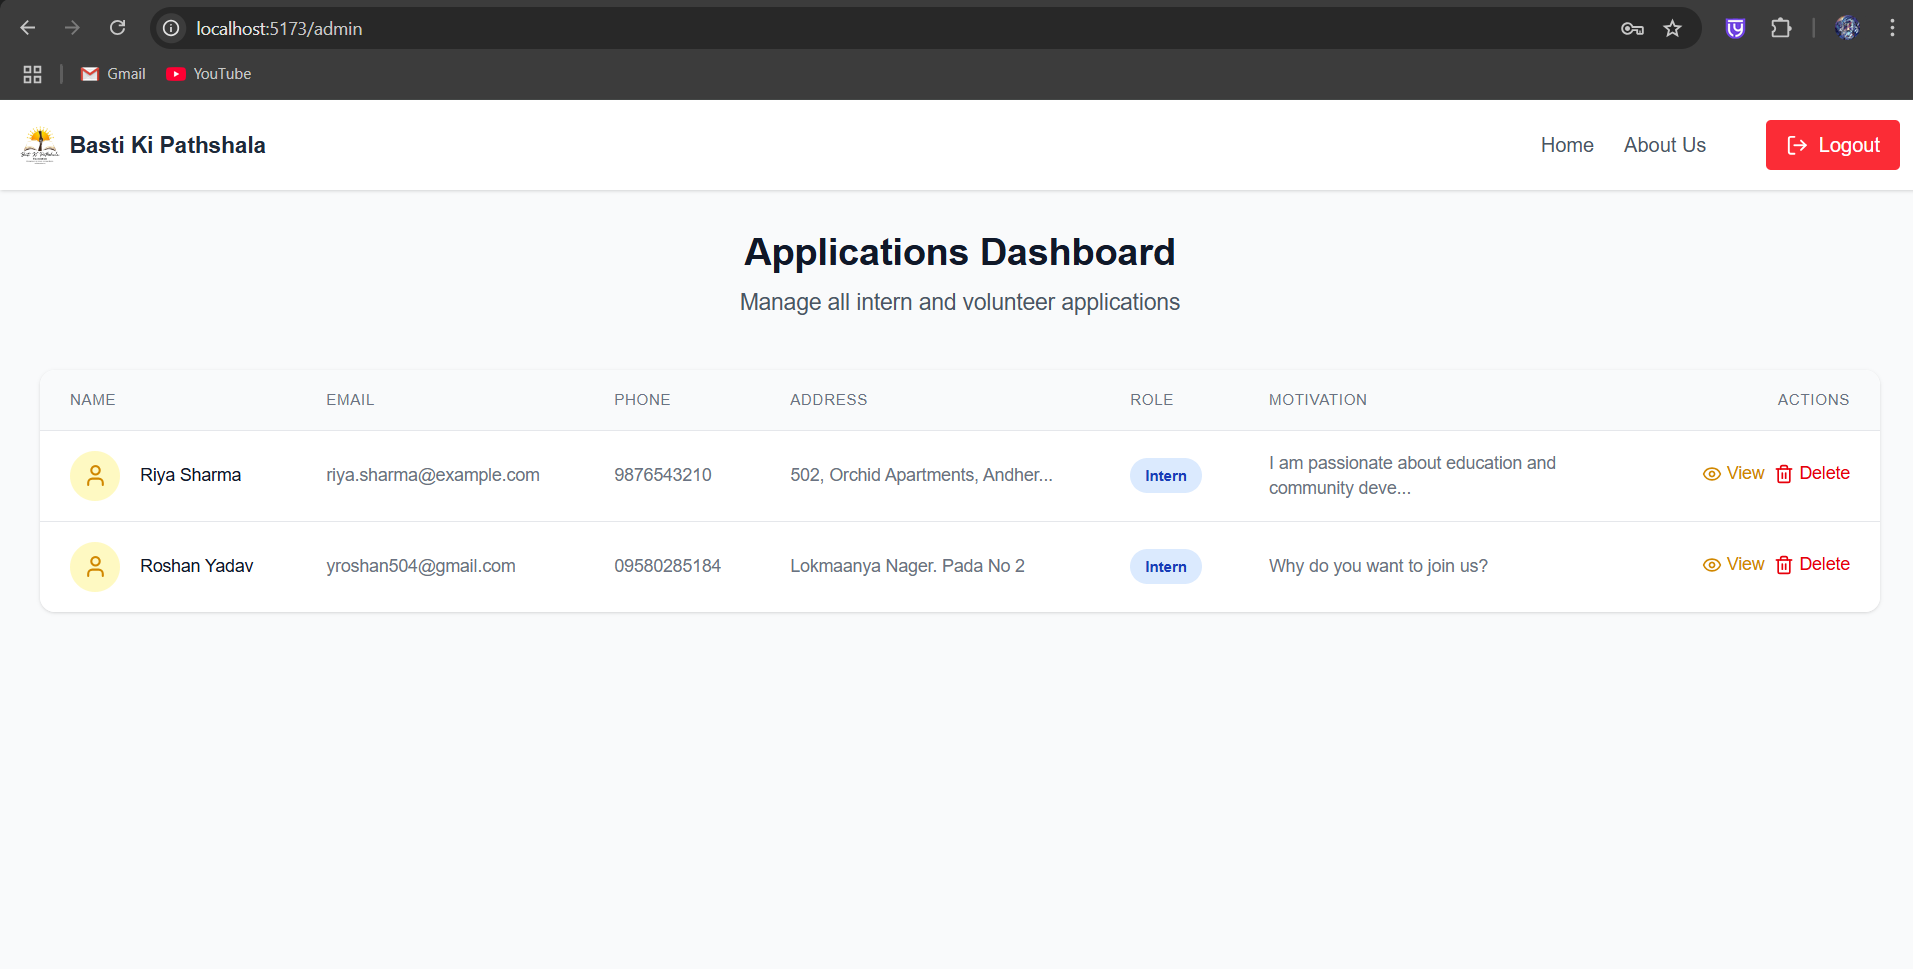 localhost:5173/admin
Gmail YouTube
Basti Ki Pathshala
Home About Us Logout
Applications Dashboard
Manage all intern and volunteer applications
NAME EMAIL PHONE ADDRESS ROLE MOTIVATION ACTIONS
Riya Sharma riya.sharma@example.com 9876543210 502, Orchid Apartments, Andher... Intern I am passionate about education and
community deve... View Delete
Roshan Yadav yroshan504@gmail.com 09580285184 Lokmaanya Nager. Pada No 2 Intern Why do you want to join us? View Delete